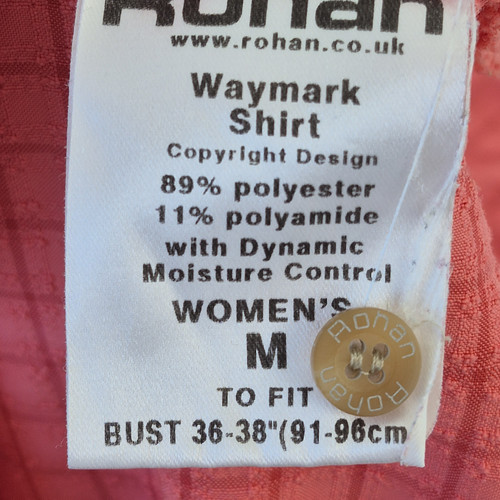 Rohan
www.rohan.co.uk
Waymark
Shirt
Copyright Design
89% polyester
11% polyamide
with Dynamic
Moisture Control
WOMEN'S
M
TO FIT
BUST 36-38"(91-96cm
Rohan
Rohan